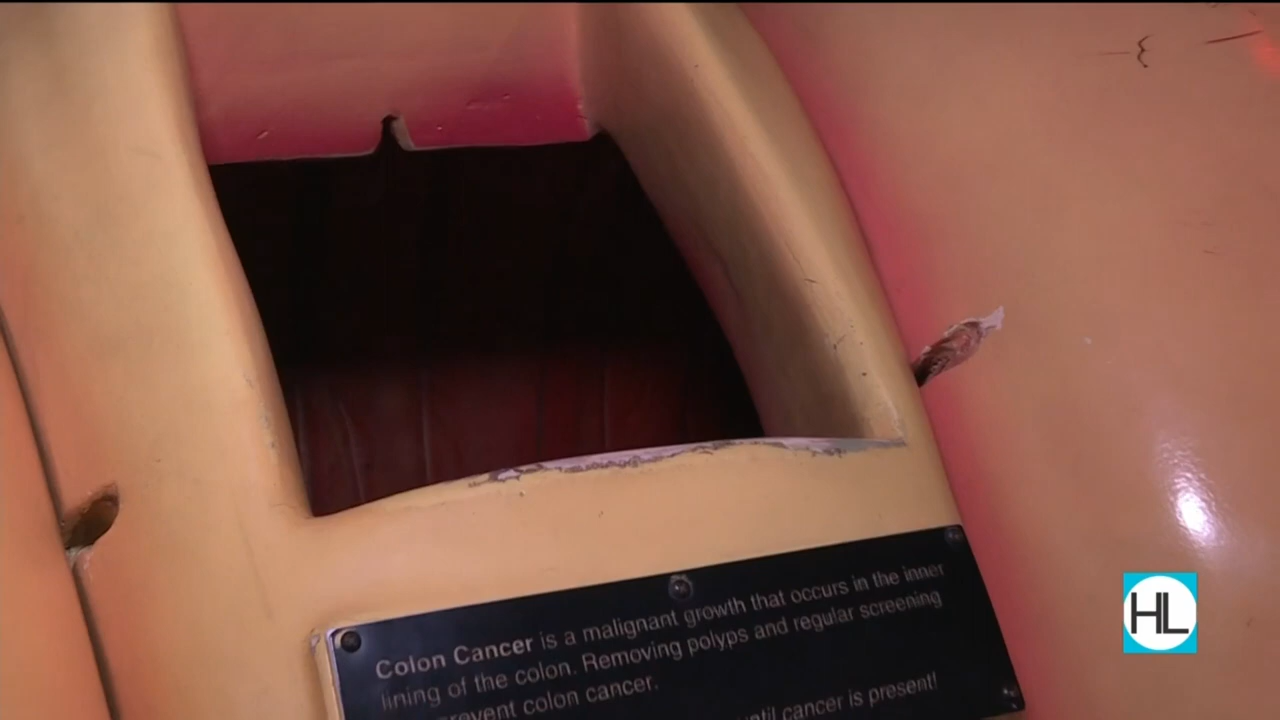 Colon Cancer is a malignant growth that occurs in the inner
lining of the colon. Removing polyps and regular screening
prevent colon cancer.
until cancer is present!
HL